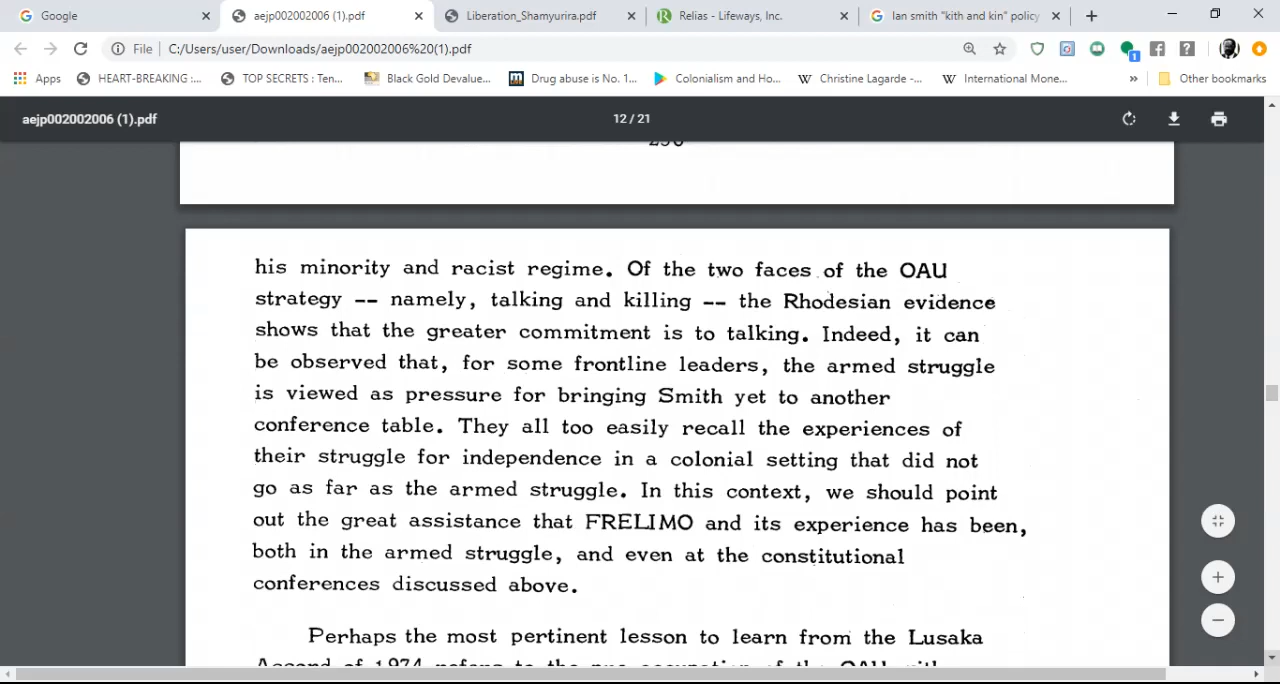 Google
aejp002002006 (1).pdf
Liberation_Shamyurira.pdf
Relias - Lifeways, Inc.
Ian smith "kith and kin" policy
File
C:/Users/user/Downloads/aejp002002006%20(1).pdf
1
Apps
HEART-BREAKING :...
TOP SECRETS : Ten...
Black Gold Devalue...
Drug abuse is No. 1...
Colonialism and Ho...
Christine Lagarde -...
International Mone...
»
Other bookmarks
aejp002002006 (1).pdf
12 / 21
his minority and racist regime. Of the two faces of the OAU
strategy -- namely, talking and killing -- the Rhodesian evidence
shows that the greater commitment is to talking. Indeed, it can
be observed that, for some frontline leaders, the armed struggle
is viewed as pressure for bringing Smith yet to another
conference table. They all too easily recall the experiences of
their struggle for independence in a colonial setting that did not
go as far as the armed struggle. In this context, we should point
out the great assistance that FRELIMO and its experience has been,
both in the armed struggle, and even at the constitutional
conferences discussed above.
Perhaps the most pertinent lesson to learn from the Lusaka
Accord of 1974 refers to the